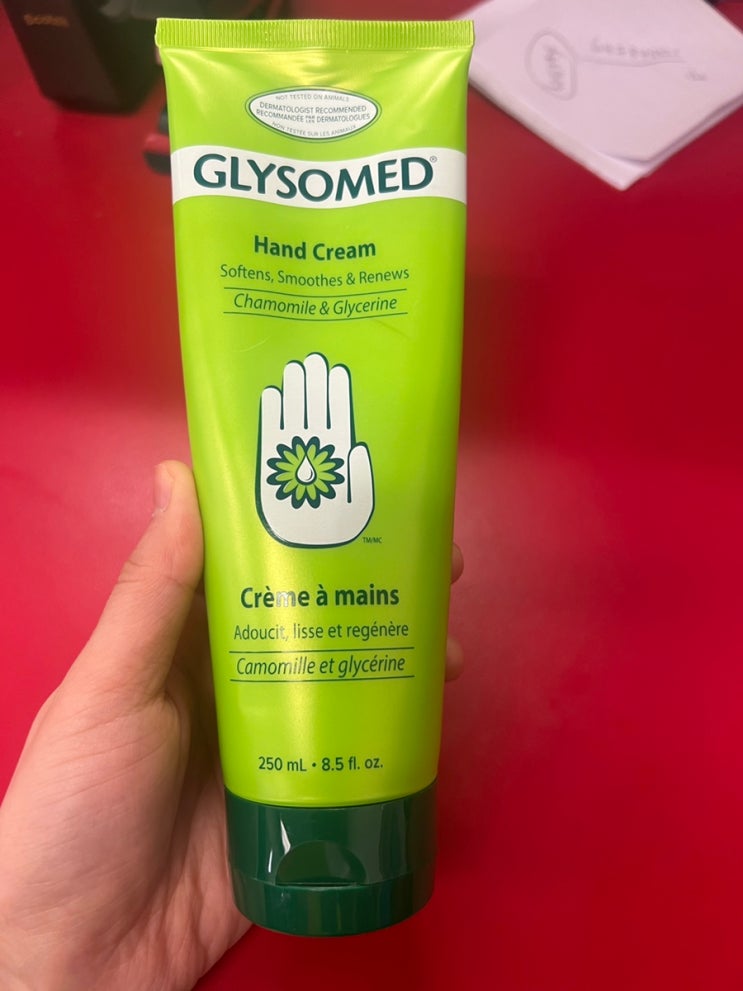 Scotch
NOT TESTED ON ANIMALS
DERMATOLOGIST RECOMMENDED
RECOMMANDÉE PAR LES DERMATOLOGUES
NON TESTÉE SUR LES ANIMAUX
GLYSOMED®
Hand Cream
Softens, Smoothes & Renews
Chamomile & Glycerine
TM/MC
Crème à mains
Adoucit, lisse et regénère
Camomille et glycérine
250 mL • 8.5 fl. oz.